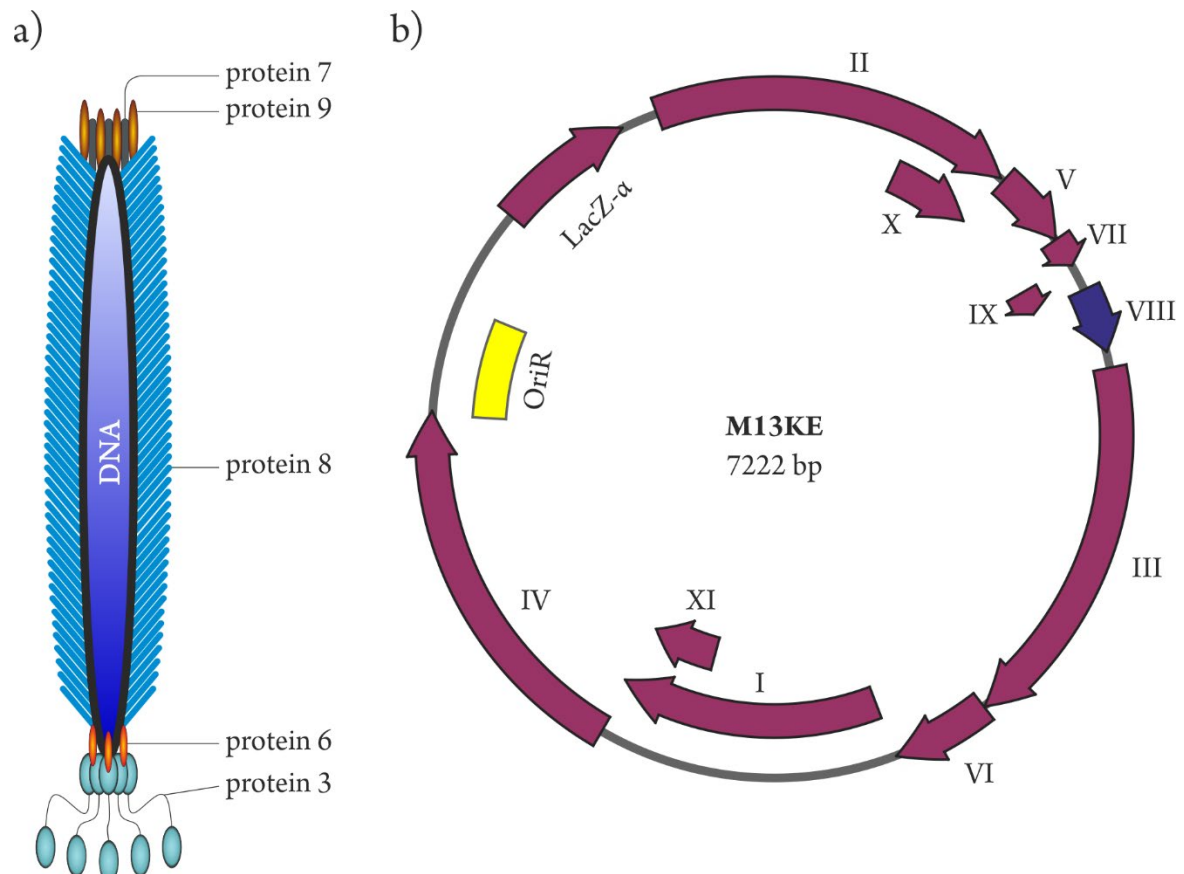 a)
protein 7
protein 9
DNA
protein 8
protein 6
protein 3
b)
II
V
X
VII
IX
VIII
LacZ-α
OriR
M13KE
7222 bp
III
IV
XI
I
VI